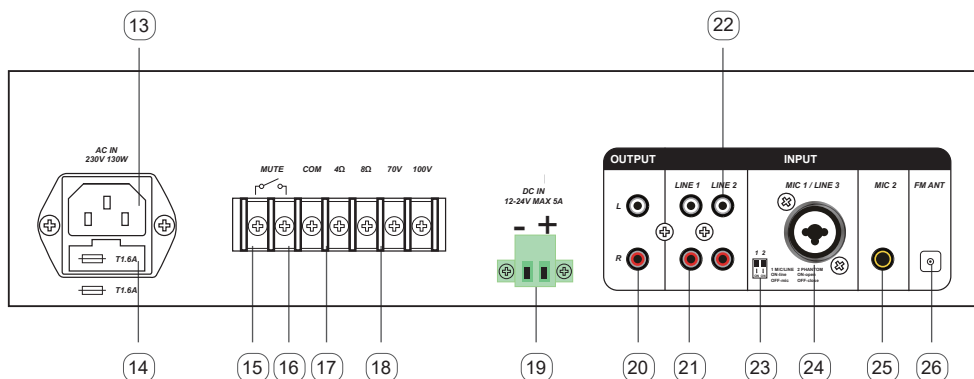 13
22
AC IN
230V 130W
MUTE COM 4Ω 8Ω 70V 100V
DC IN
12-24V MAX 5A
- +
OUTPUT INPUT
LINE 1 LINE 2 MIC 1 / LINE 3 MIC 2 FM ANT
L
R
1 2
1 MIC/LINE 2 PHANTOM
ON-line ON-open
OFF-mic OFF-close
T1.6A
T1.6A
14 15 16 17 18 19 20 21 23 24 25 26